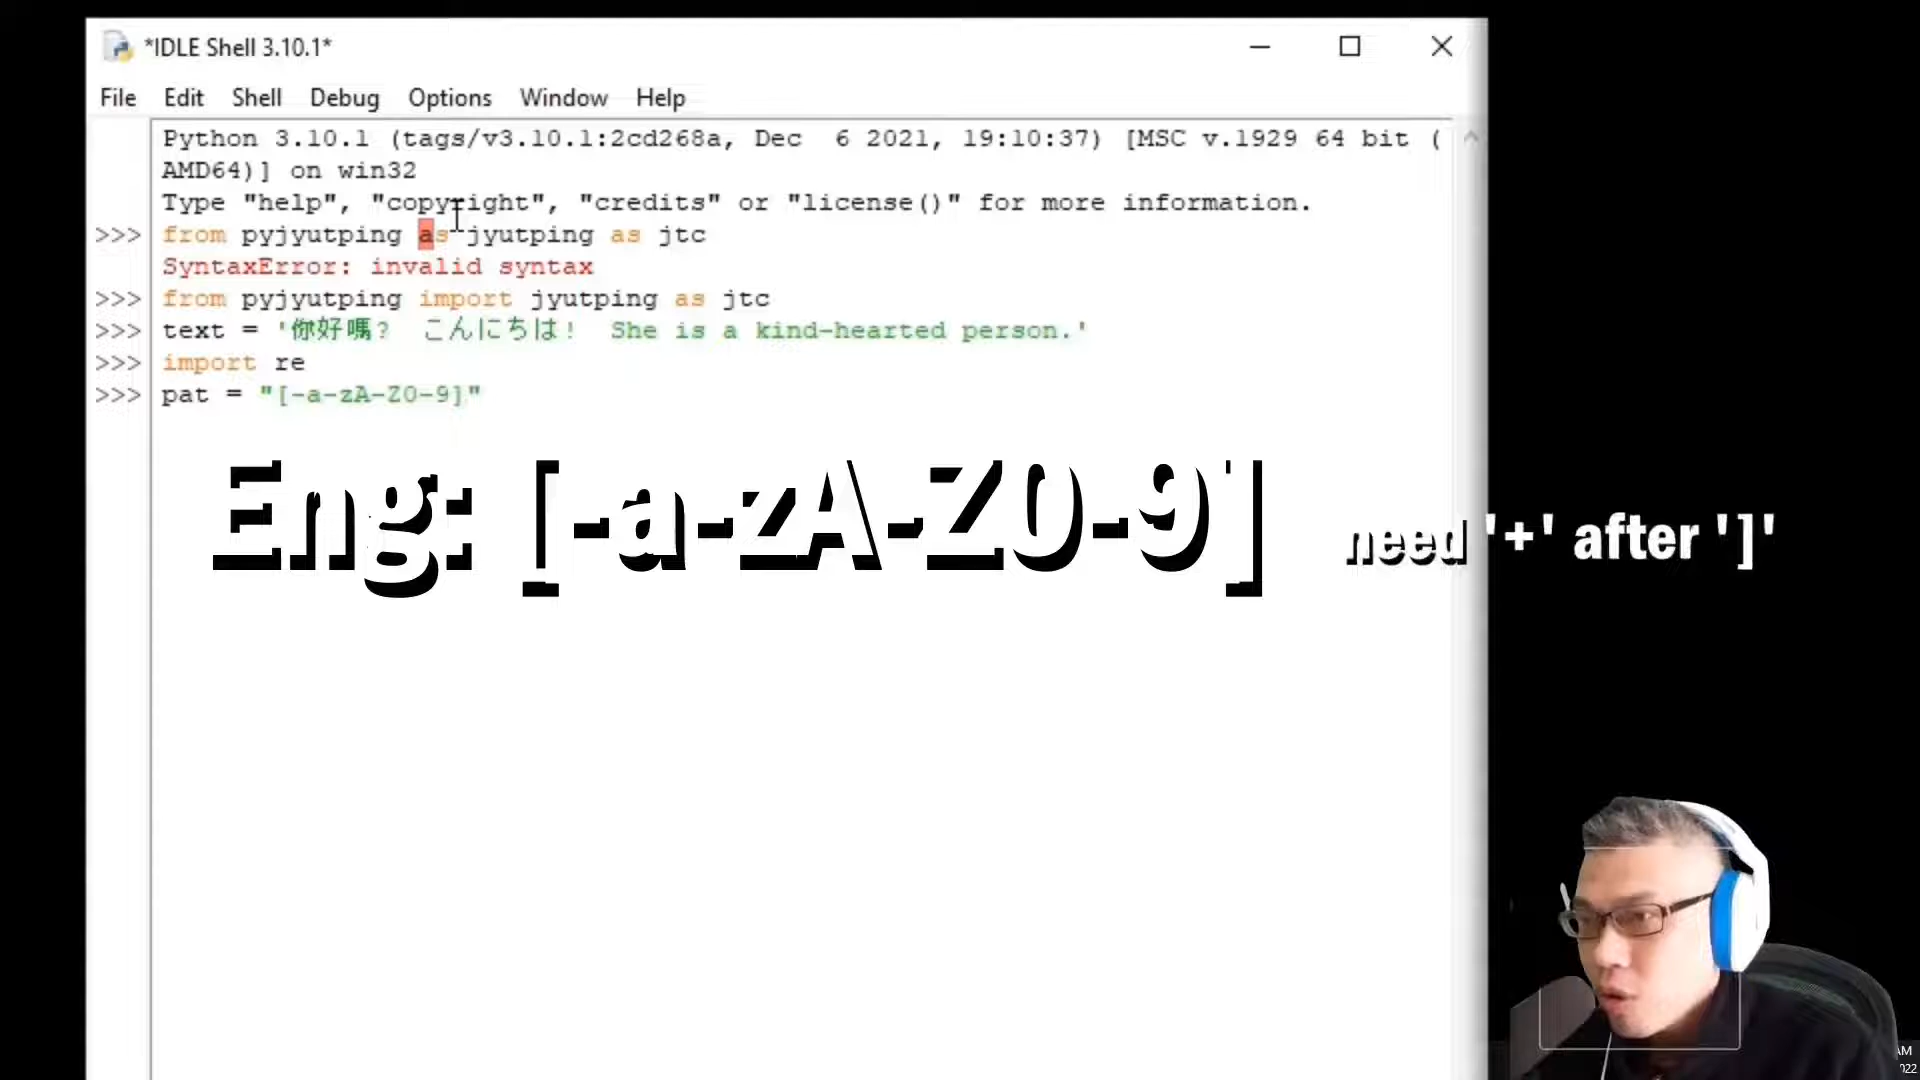 *IDLE Shell 3.10.1*
File Edit Shell Debug Options Window Help
Python 3.10.1 (tags/v3.10.1:2cd268a, Dec  6 2021, 19:10:37) [MSC v.1929 64 bit (
AMD64)] on win32
Type "help", "copyright", "credits" or "license()" for more information.
>>> from pyjyutping as jyutping as jtc
SyntaxError: invalid syntax
>>> from pyjyutping import jyutping as jtc
>>> text = '你好嗎?  こんにちは!  She is a kind-hearted person.'
>>> import re
>>> pat = "[-a-zA-Z0-9]"
Eng: [-a-zA-Z0-9]
need '+' after ']'
AM
022